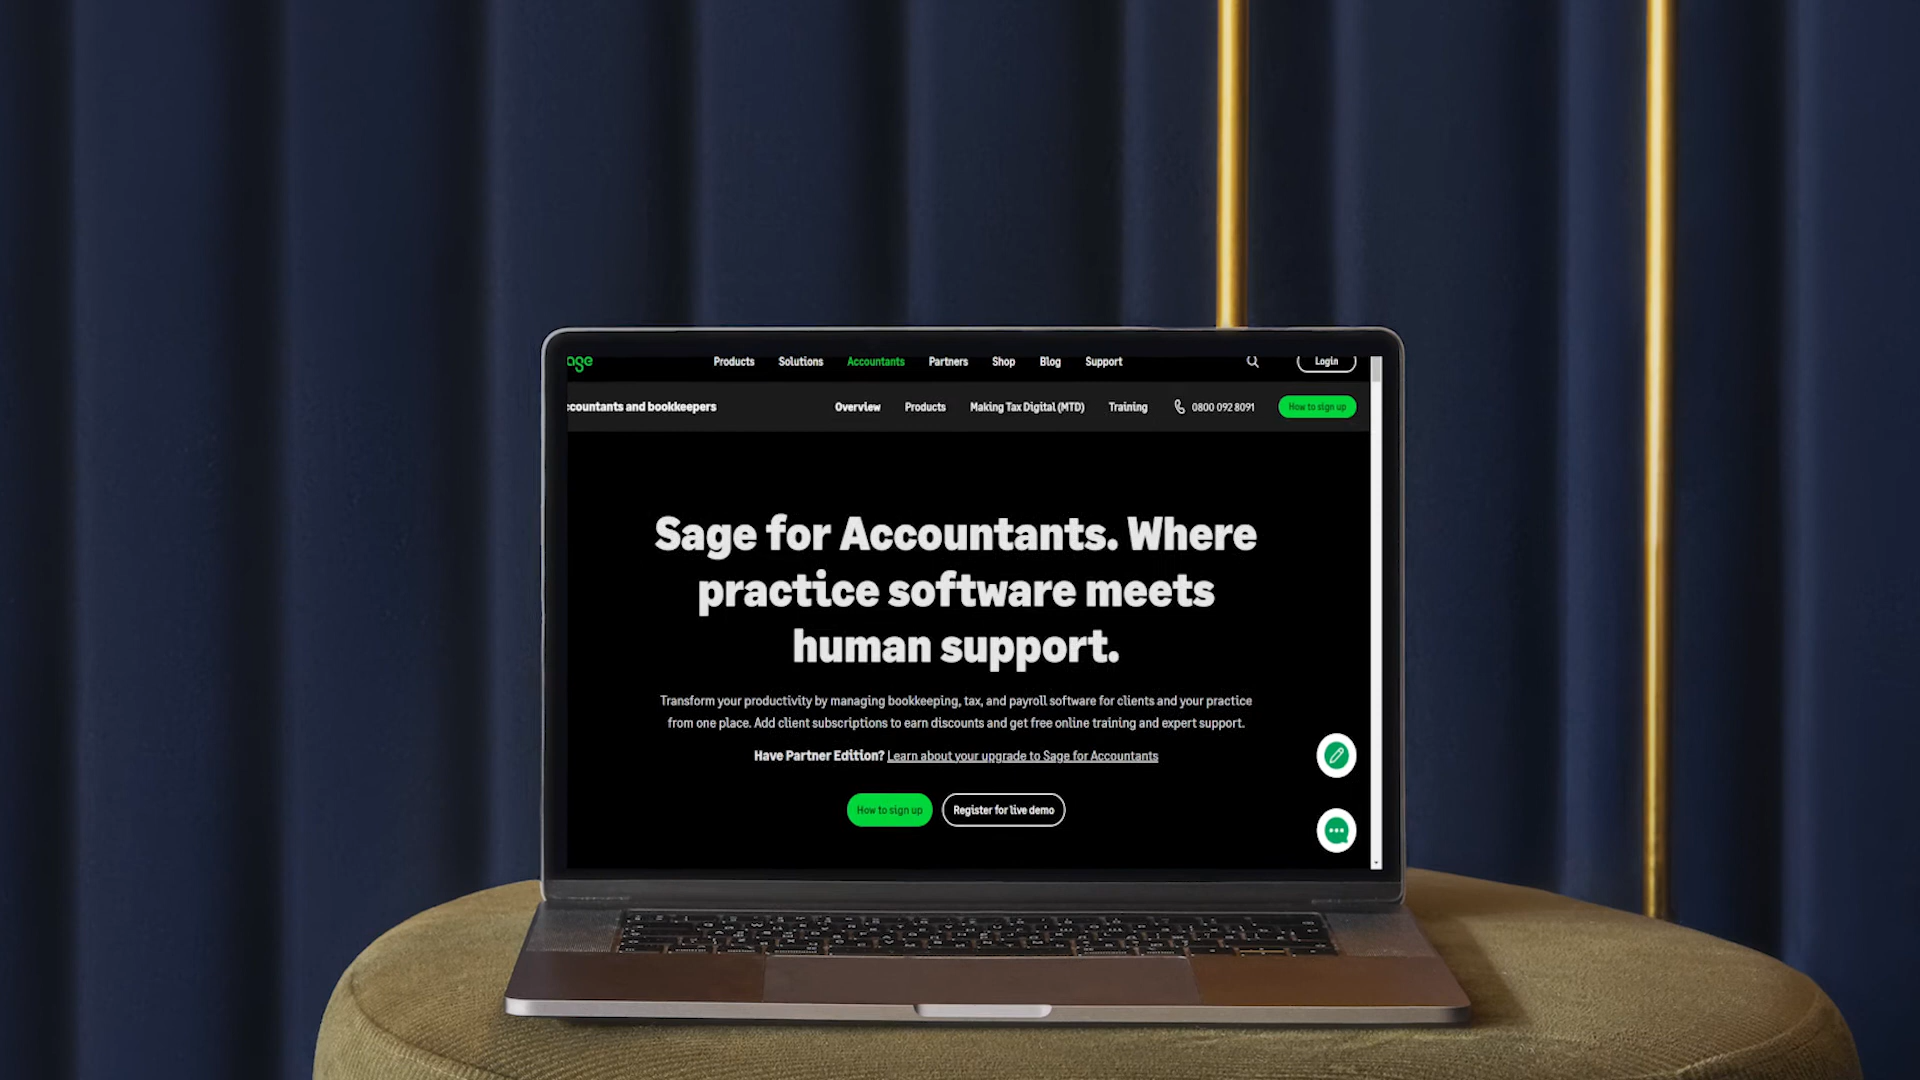 age
Products Solutions Accountants Partners Shop Blog Support Login
ccountants and bookkeepers Overview Products Making Tax Digital (MTD) Training 0800 092 8091 How to sign up
Sage for Accountants. Where
practice software meets
human support.
Transform your productivity by managing bookkeeping, tax, and payroll software for clients and your practice
from one place. Add client subscriptions to earn discounts and get free online training and expert support.
Have Partner Edition? Learn about your upgrade to Sage for Accountants
How to sign up Register for live demo